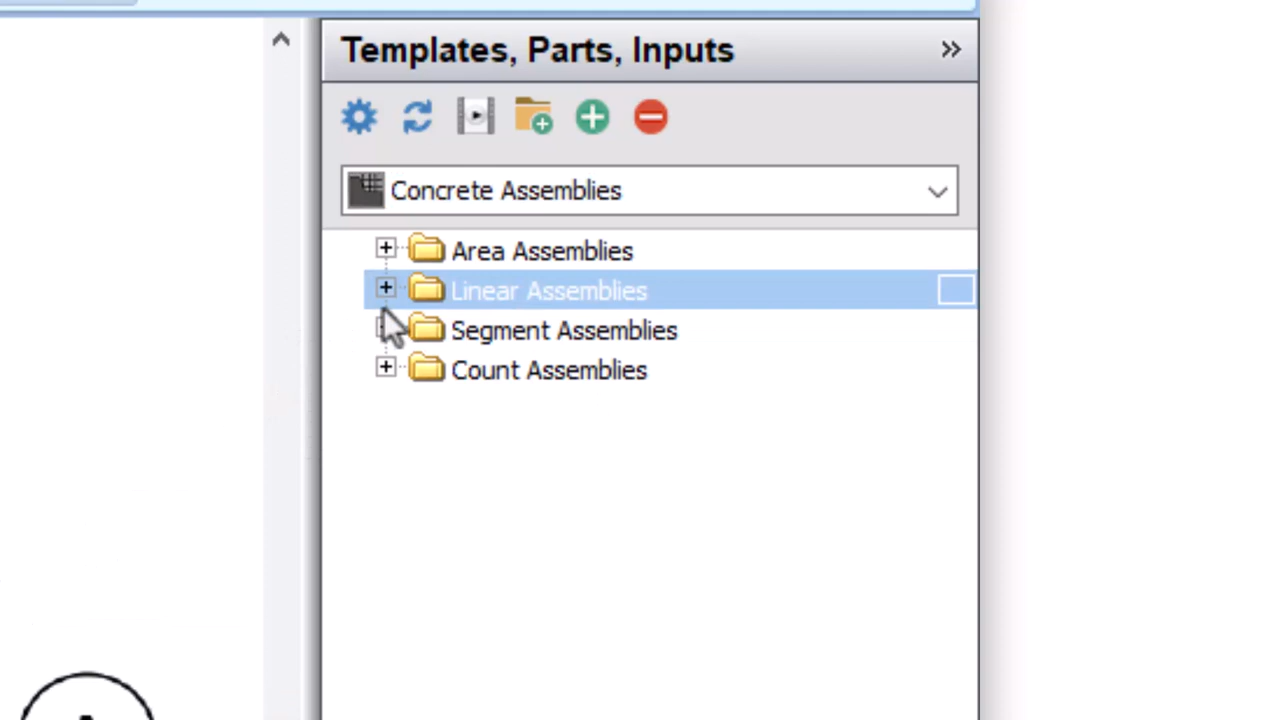 Templates, Parts, Inputs
Concrete Assemblies
Area Assemblies
Linear Assemblies
Segment Assemblies
Count Assemblies